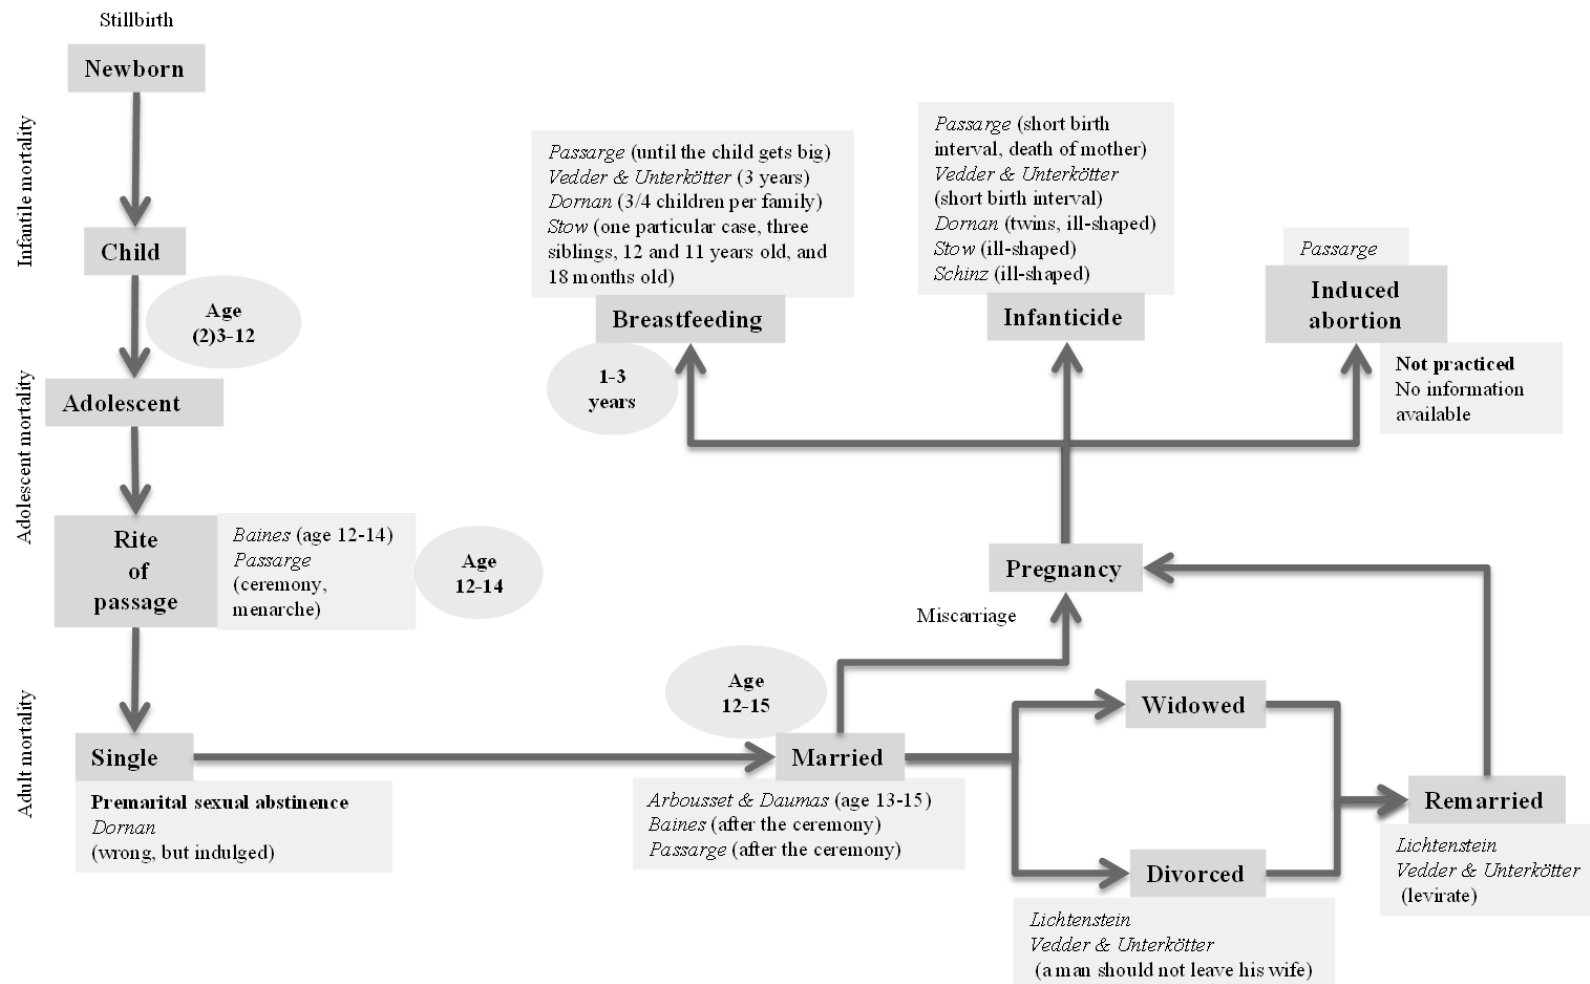 Stillbirth
Newborn
Infantile mortality
Child
Age
(2)3-12
Adolescent mortality
Adolescent
Rite
of
passage
Baines (age 12-14)
Passarge
(ceremony,
menarche)
Age
12-14
Adult mortality
Single
Premarital sexual abstinence
Dornan
(wrong, but indulged)
Age
12-15
Married
Arbousset & Daumas (age 13-15)
Baines (after the ceremony)
Passarge (after the ceremony)
Passarge (until the child gets big)
Vedder & Unterkötter (3 years)
Dornan (3/4 children per family)
Stow (one particular case, three
siblings, 12 and 11 years old, and
18 months old)
Breastfeeding
1-3
years
Passarge (short birth
interval, death of mother)
Vedder & Unterkötter
(short birth interval)
Dornan (twins, ill-shaped)
Stow (ill-shaped)
Schinz (ill-shaped)
Infanticide
Passarge
Induced
abortion
Not practiced
No information
available
Pregnancy
Miscarriage
Widowed
Divorced
Lichtenstein
Vedder & Unterkötter
(a man should not leave his wife)
Remarried
Lichtenstein
Vedder & Unterkötter
(levirate)